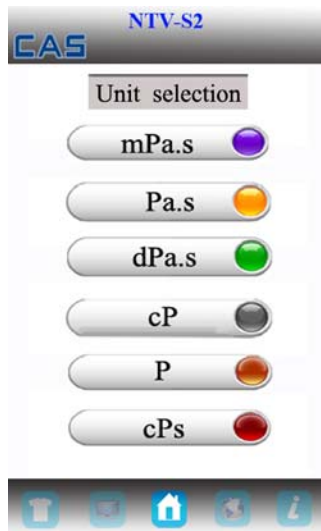 NTV-S2
CAS
Unit selection
mPa.s
Pa.s
dPa.s
cP
P
cPs
i